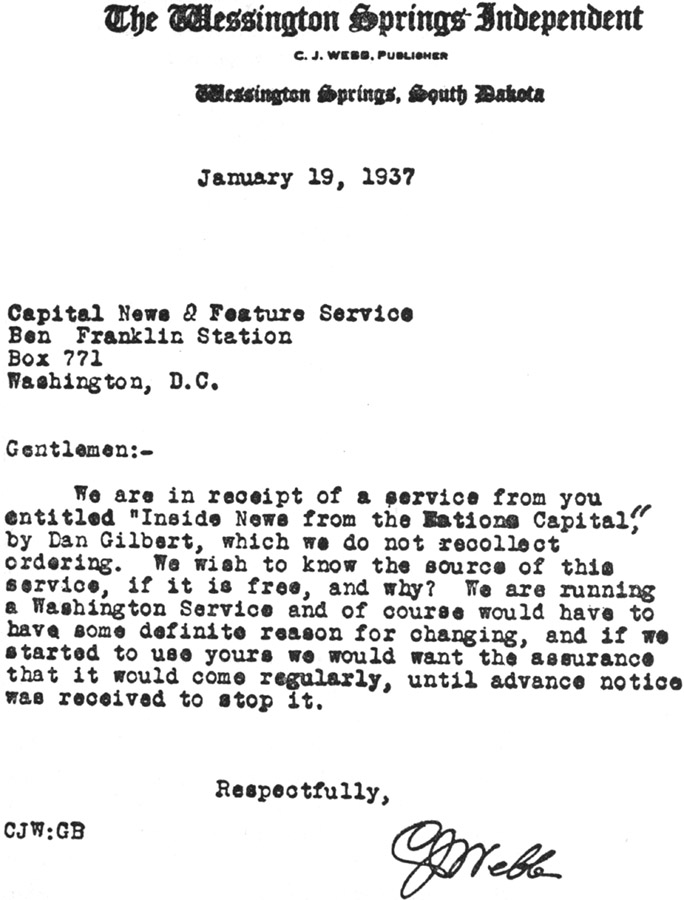 The Wessington Springs Independent
C. J. WEBB, PUBLISHER
Wessington Springs, South Dakota
January 19, 1937
Capital News & Feature Service
Ben Franklin Station
Box 771
Washington, D.C.
Gentlemen:-
We are in receipt of a service from you
entitled "Inside News from the Nations Capital,"
by Dan Gilbert, which we do not recollect
ordering. We wish to know the source of this
service, if it is free, and why? We are running
a Washington Service and of course would have to
have some definite reason for changing, and if we
started to use yours we would want the assurance
that it would come regularly, until advance notice
was received to stop it.
Respectfully,
CJW:GB
CJWebb